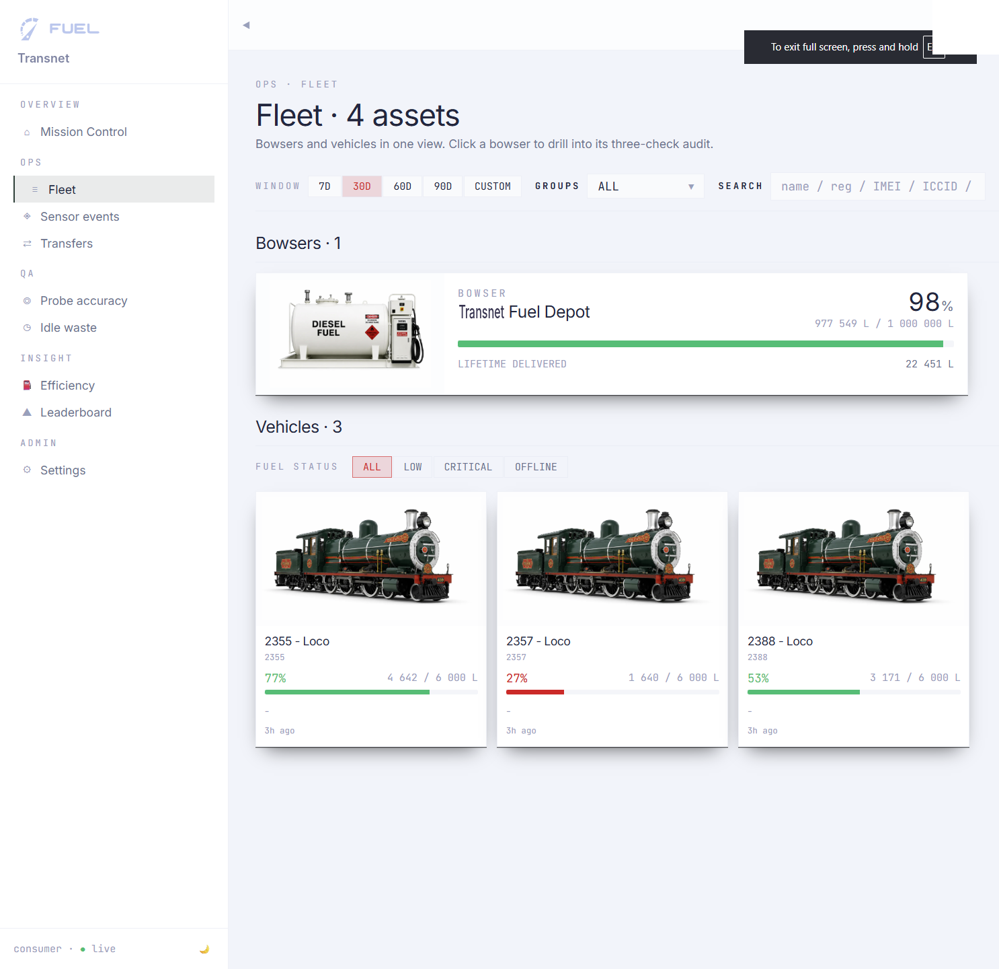 FUEL
Transnet
OVERVIEW
Mission Control
OPS
Fleet
Sensor events
Transfers
QA
Probe accuracy
Idle waste
INSIGHT
Efficiency
Leaderboard
ADMIN
Settings
consumer · live
To exit full screen, press and hold E
OPS · FLEET
Fleet · 4 assets
Bowsers and vehicles in one view. Click a bowser to drill into its three-check audit.
WINDOW 7D 30D 60D 90D CUSTOM GROUPS ALL SEARCH name / reg / IMEI / ICCID /
Bowsers · 1
DIESEL
FUEL
BOWSER
Transnet Fuel Depot
98%
977 549 L / 1 000 000 L
LIFETIME DELIVERED 22 451 L
Vehicles · 3
FUEL STATUS ALL LOW CRITICAL OFFLINE
2355 - Loco
2355
77% 4 642 / 6 000 L
-
3h ago
2357 - Loco
2357
27% 1 640 / 6 000 L
-
3h ago
2388 - Loco
2388
53% 3 171 / 6 000 L
-
3h ago